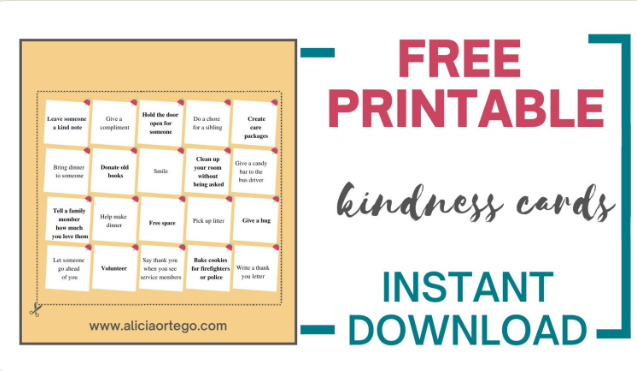 Leave someone
a kind note
Give a
compliment
Hold the door
open for
someone
Do a chore
for a sibling
Create
care
packages
Bring dinner
to someone
Donate old
books
Smile
Clean up
your room
without
being asked
Give a candy
bar to the
bus driver
Tell a family
member
how much
you love them
Help make
dinner
Free space
Pick up litter
Give a hug
Let someone
go ahead
of you
Volunteer
Say thank you
when you see
service members
Bake cookies
for firefighters
or police
Write a thank
you letter
www.aliciaortego.com
FREE
PRINTABLE
kindness cards
INSTANT
DOWNLOAD